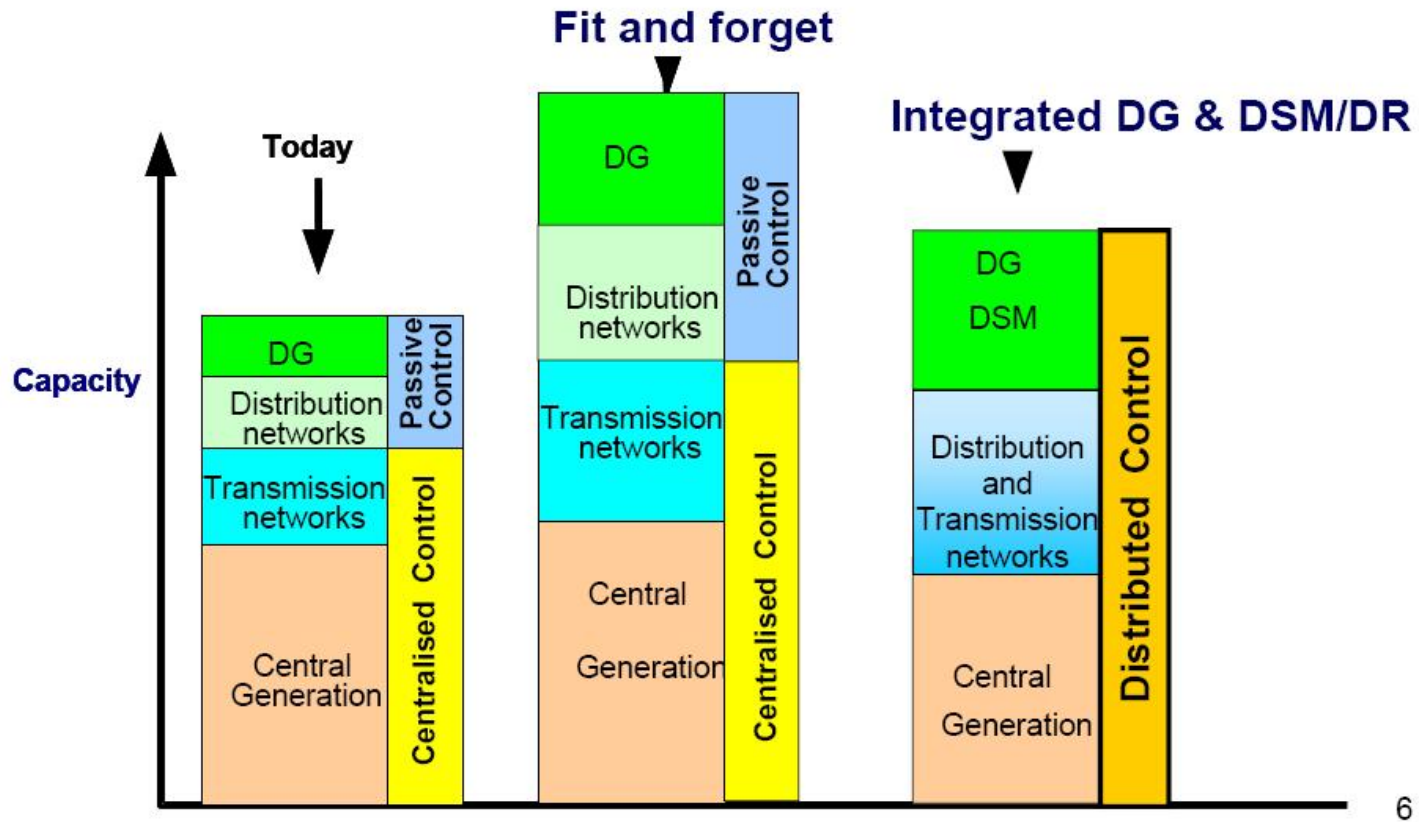 Fit and forget
Integrated DG & DSM/DR
Today
Capacity
DG
Distribution
networks
Transmission
networks
Central
Generation
Passive
Control
Centralised Control
DG
Distribution
networks
Transmission
networks
Central
Generation
Passive
Control
Centralised Control
DG
DSM
Distribution
and
Transmission
networks
Central
Generation
Distributed Control
6